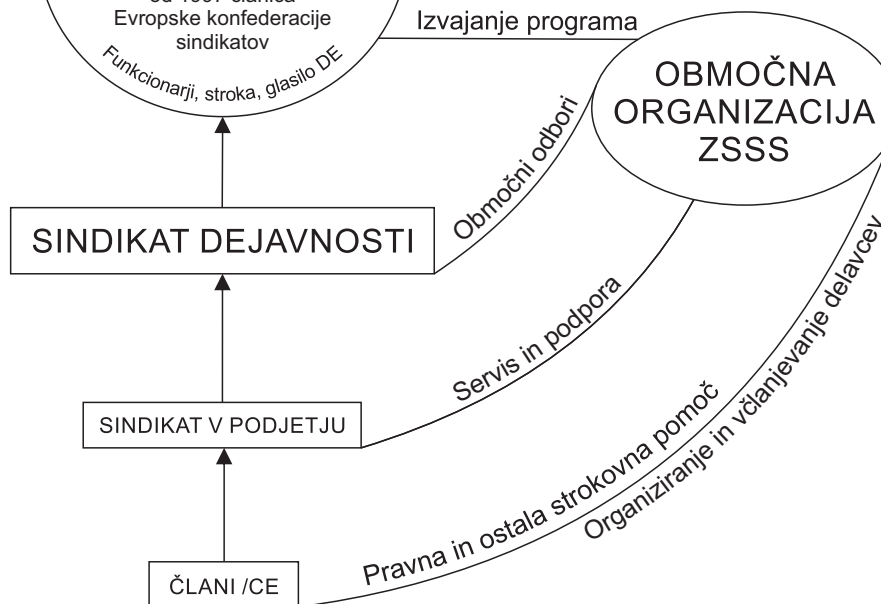 Evropske konfederacije
sindikatov
Funkcionarji, stroka, glasilo DE
Izvajanje programa
OBMOČNA
ORGANIZACIJA
ZSSS
Območni odbori
SINDIKAT DEJAVNOSTI
Servis in podpora
SINDIKAT V PODJETJU
Pravna in ostala strokovna pomoč
Organiziranje in včlanjevanje delavcev
ČLANI /CE